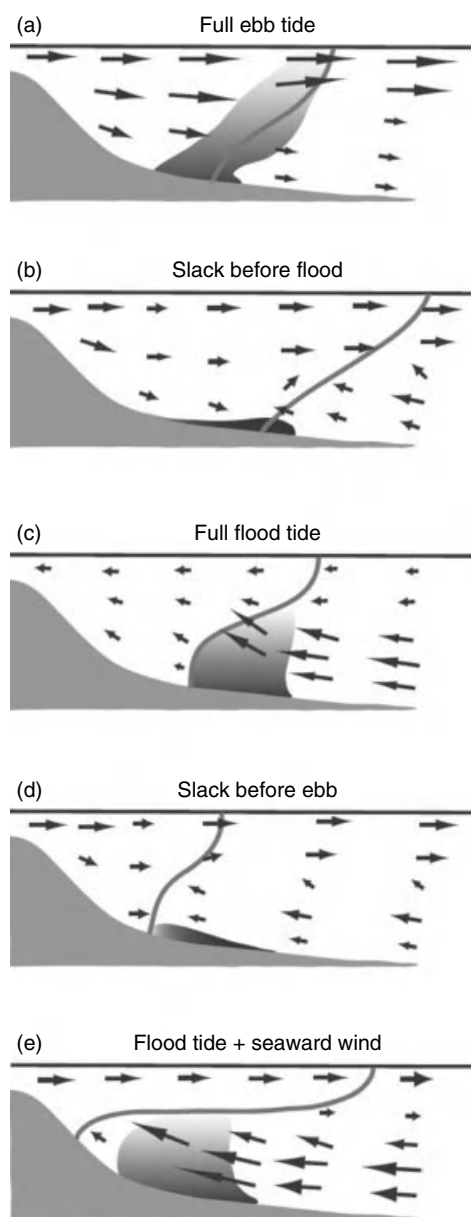 (a) Full ebb tide
(b) Slack before flood
(c) Full flood tide
(d) Slack before ebb
(e) Flood tide + seaward wind